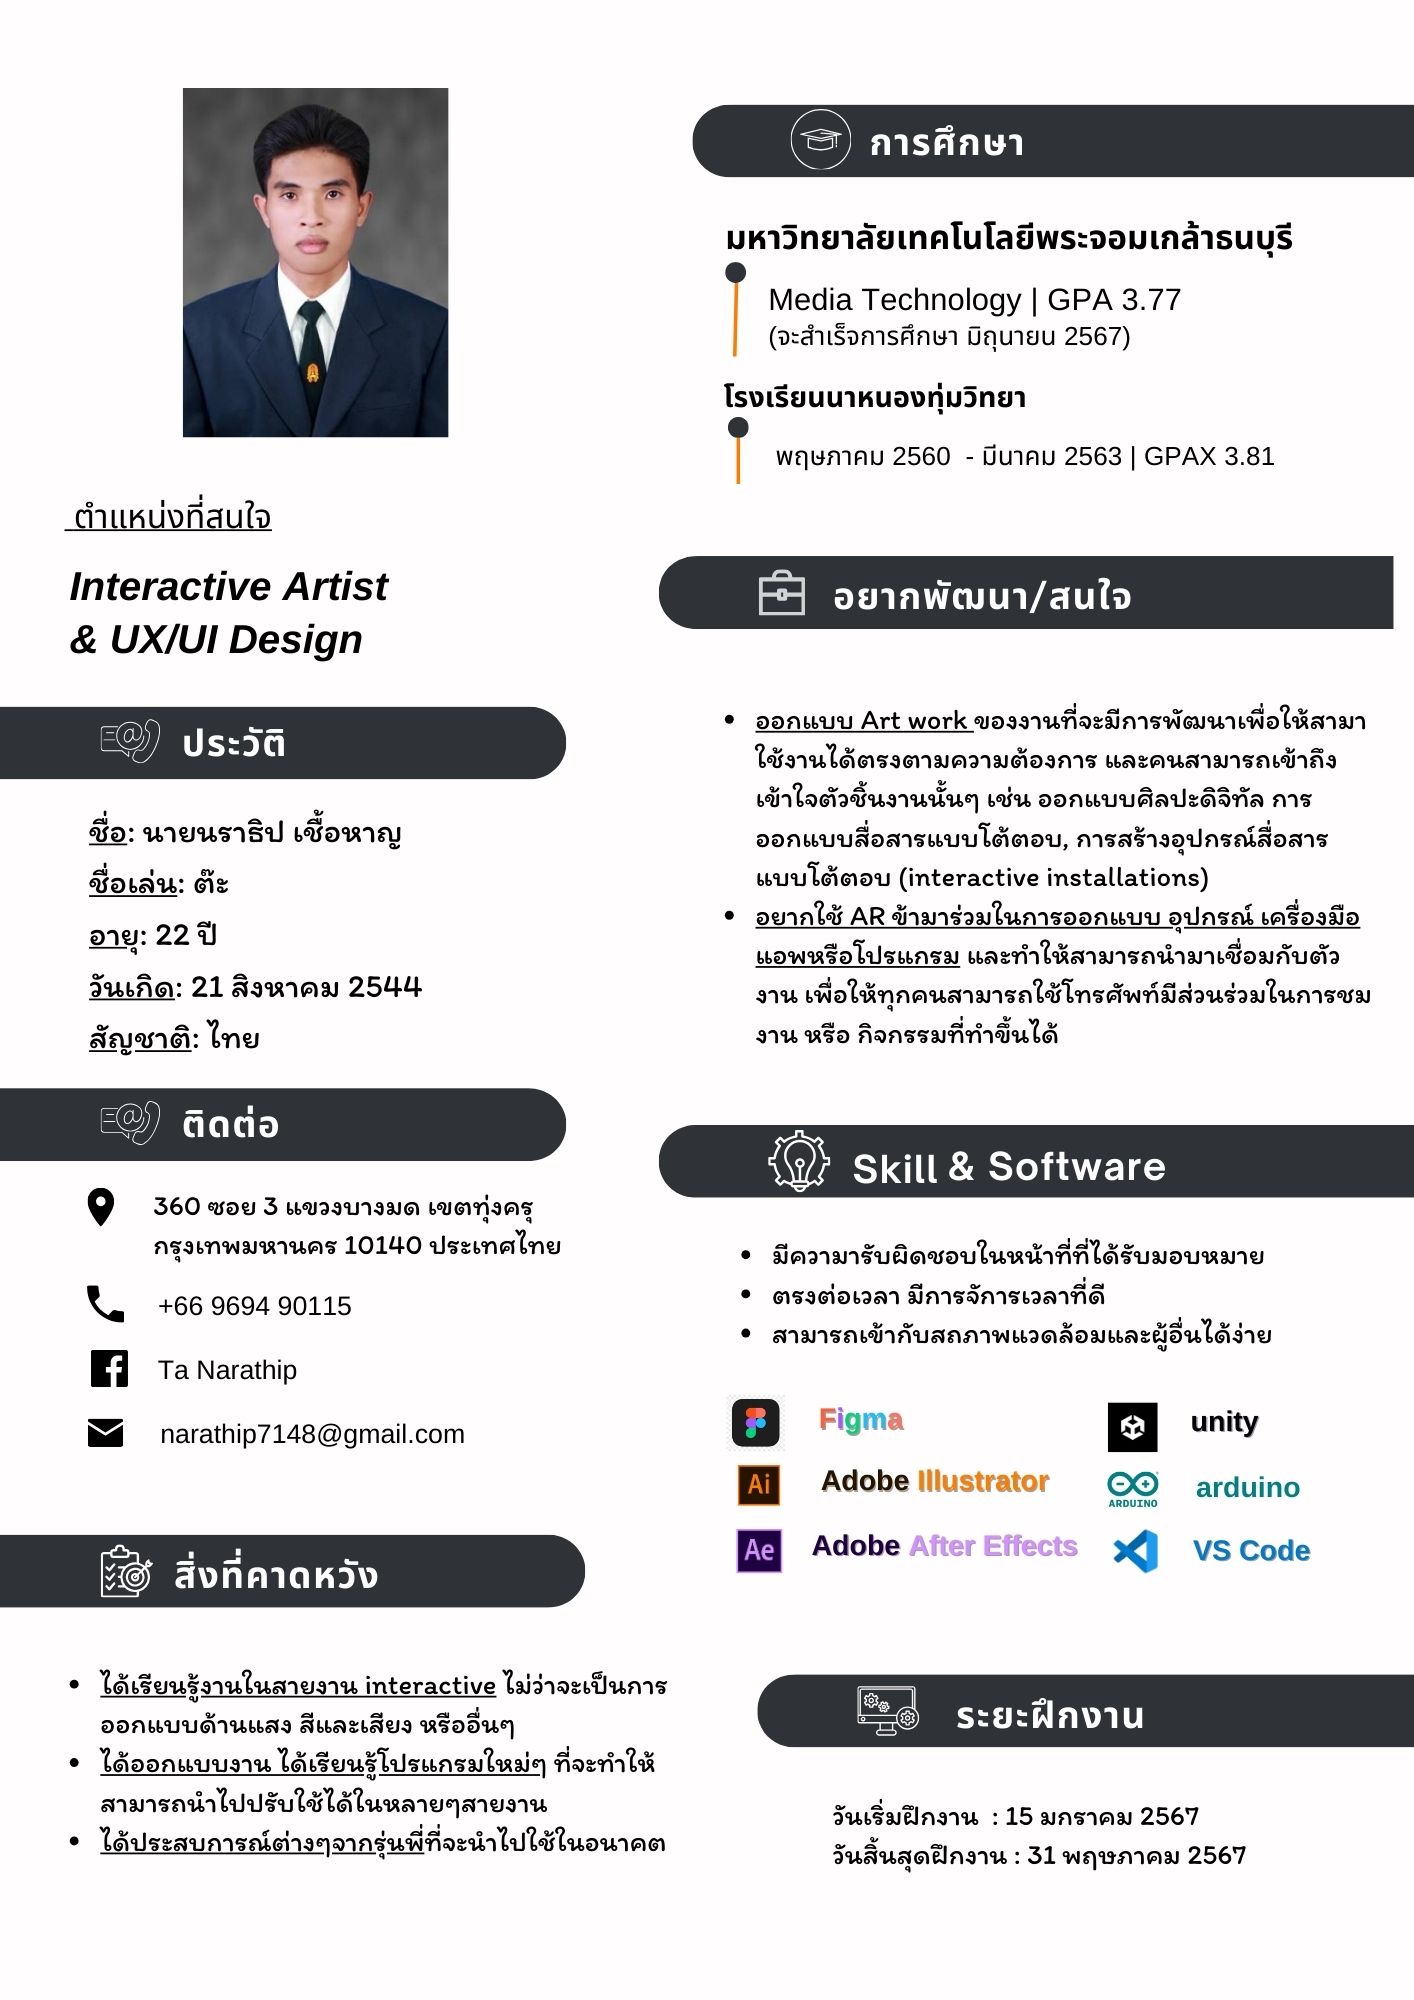 ตำแหน่งที่สนใจ
Interactive Artist
& UX/UI Design
ประวัติ
ชื่อ: นายนราธิป เชื้อหาญ
ชื่อเล่น: ต๊ะ
อายุ: 22 ปี
วันเกิด: 21 สิงหาคม 2544
สัญชาติ: ไทย
ติดต่อ
360 ซอย 3 แขวงบางมด เขตทุ่งครุ
กรุงเทพมหานคร 10140 ประเทศไทย
+66 9694 90115
Ta Narathip
narathip7148@gmail.com
สิ่งที่คาดหวัง
• ได้เรียนรู้งานในสายงาน interactive ไม่ว่าจะเป็นการ
ออกแบบด้านแสง สีและเสียง หรืออื่นๆ
• ได้ออกแบบงาน ได้เรียนรู้โปรแกรมใหม่ๆ ที่จะทำให้
สามารถนำไปปรับใช้ได้ในหลายๆสายงาน
• ได้ประสบการณ์ต่างๆจากรุ่นพี่ที่จะนำไปใช้ในอนาคต
การศึกษา
มหาวิทยาลัยเทคโนโลยีพระจอมเกล้าธนบุรี
Media Technology | GPA 3.77
(จะสำเร็จการศึกษา มิถุนายน 2567)
โรงเรียนนาหนองทุ่มวิทยา
พฤษภาคม 2560 - มีนาคม 2563 | GPAX 3.81
อยากพัฒนา/สนใจ
• ออกแบบ Art work ของงานที่จะมีการพัฒนาเพื่อให้สามา
ใช้งานได้ตรงตามความต้องการ และคนสามารถเข้าถึง
เข้าใจตัวชิ้นงานนั้นๆ เช่น ออกแบบศิลปะดิจิทัล การ
ออกแบบสื่อสารแบบโต้ตอบ, การสร้างอุปกรณ์สื่อสาร
แบบโต้ตอบ (interactive installations)
• อยากใช้ AR ข้ามาร่วมในการออกแบบ อุปกรณ์ เครื่องมือ
แอพหรือโปรแกรม และทำให้สามารถนำมาเชื่อมกับตัว
งาน เพื่อให้ทุกคนสามารถใช้โทรศัพท์มีส่วนร่วมในการชม
งาน หรือ กิจกรรมที่ทำขึ้นได้
Skill & Software
• มีความารับผิดชอบในหน้าที่ที่ได้รับมอบหมาย
• ตรงต่อเวลา มีการจัการเวลาที่ดี
• สามารถเข้ากับสถภาพแวดล้อมและผู้อื่นได้ง่าย
Figma
unity
Ai Adobe Illustrator
ARDUINO arduino
Ae Adobe After Effects
VS Code
ระยะฝึกงาน
วันเริ่มฝึกงาน : 15 มกราคม 2567
วันสิ้นสุดฝึกงาน : 31 พฤษภาคม 2567